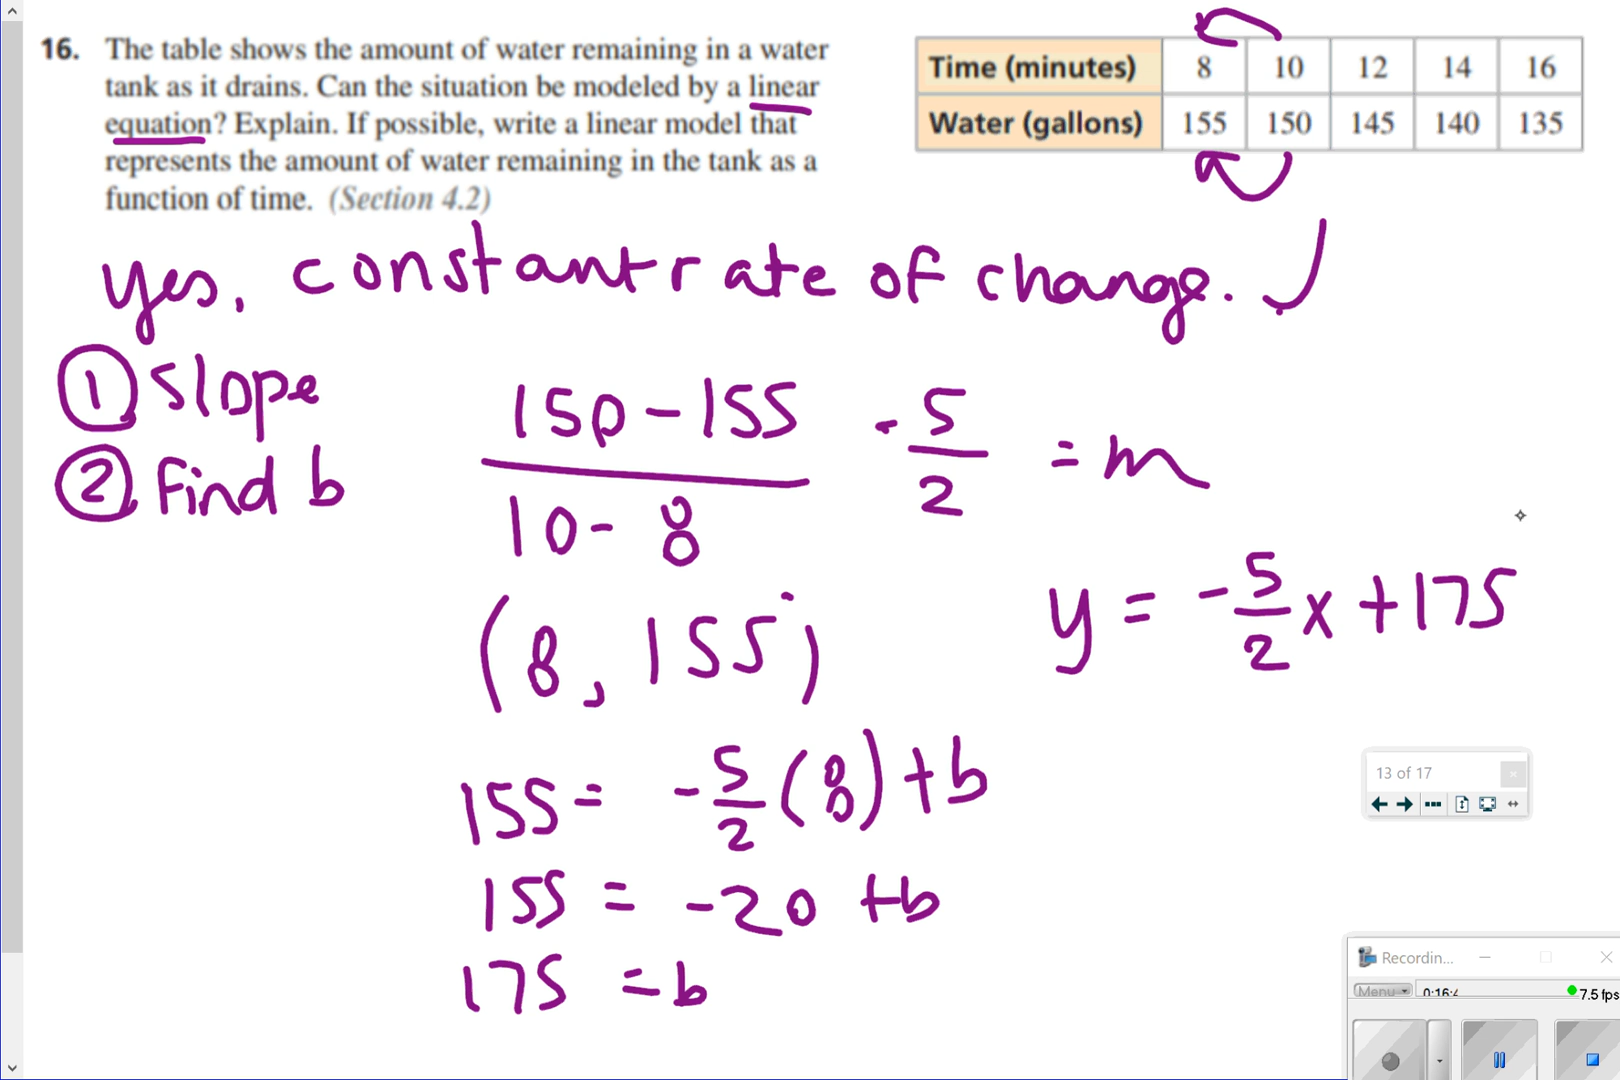 16. The table shows the amount of water remaining in a water
tank as it drains. Can the situation be modeled by a linear
equation? Explain. If possible, write a linear model that
represents the amount of water remaining in the tank as a
function of time. (Section 4.2)
Time (minutes) 8 10 12 14 16
Water (gallons) 155 150 145 140 135
yes, constant rate of change.
① slope
② Find b
150 - 155
10 - 8
- 5
2
= m
(8, 155)
y = - 5/2 x + 175
155 = - 5/2 (8) + b
155 = -20 + b
175 = b
13 of 17
Recordin...
Menu
0:16:
7.5 fps